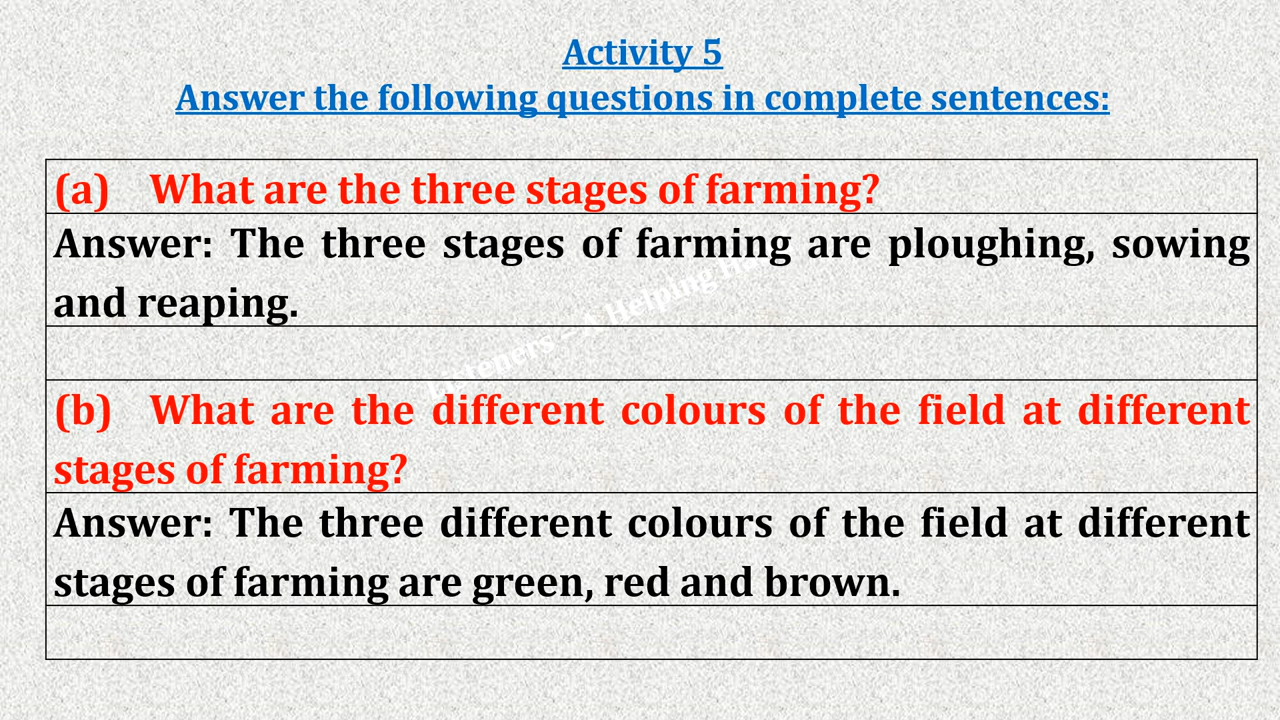 Activity 5
Answer the following questions in complete sentences:
(a) What are the three stages of farming?
Answer: The three stages of farming are ploughing, sowing
and reaping.
Listeners – A Helping
(b) What are the different colours of the field at different
stages of farming?
Answer: The three different colours of the field at different
stages of farming are green, red and brown.